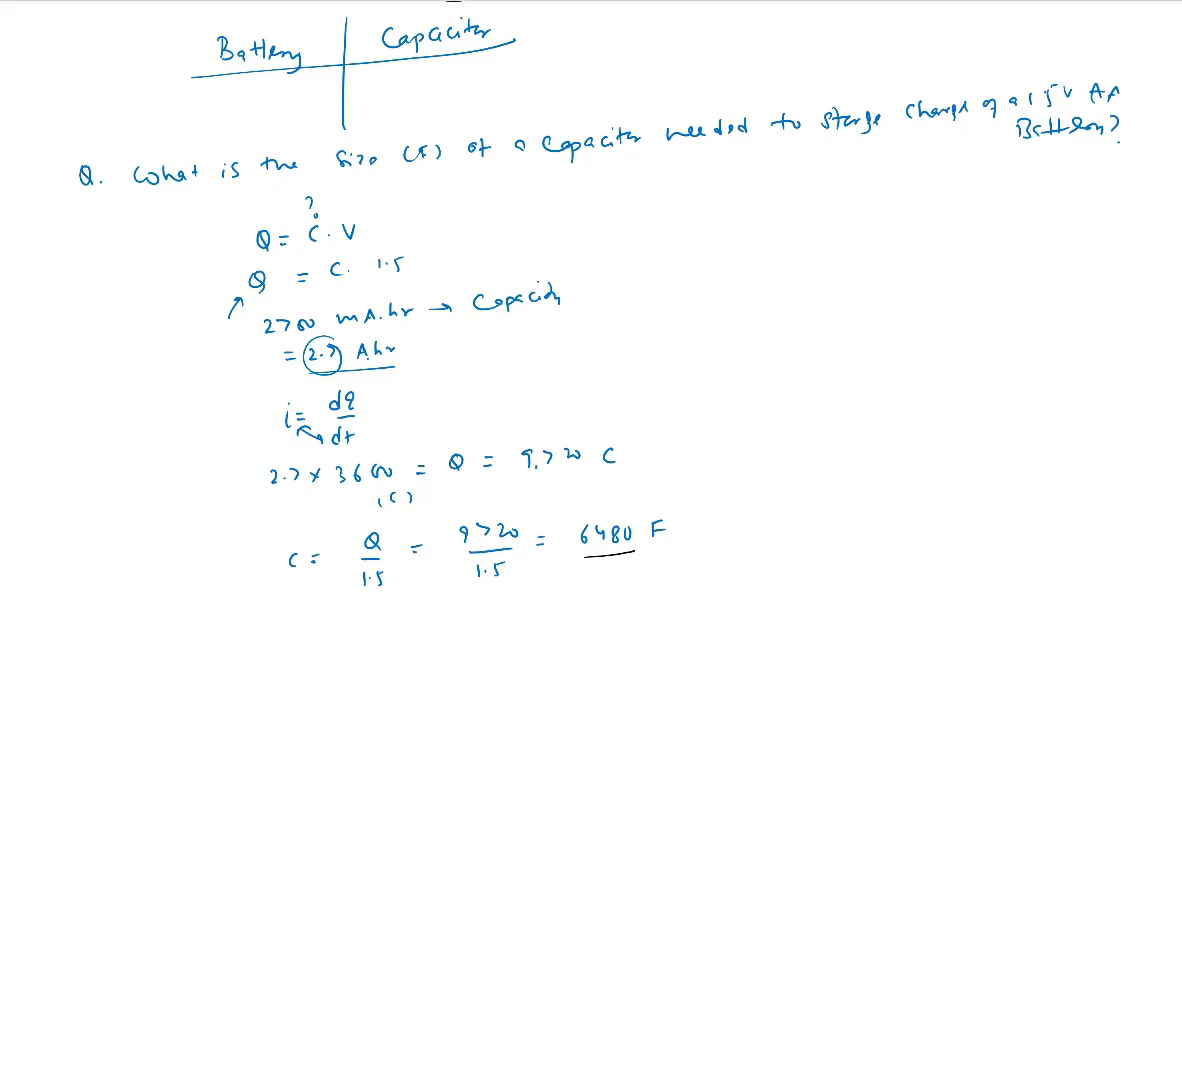 Battery | Capacitor
Q. What is the size (F) of a capacitor needed to storge charge of a 1.5V AA
Battery?
?
Q = C . V
Q = C. 1.5
2700 mA.hr → Capacity
= 2.7 A.hr
i = dq/dt
2.7 × 3600 = Q = 9,720 C
(C)
C = Q/1.5 = 9720/1.5 = 6480 F